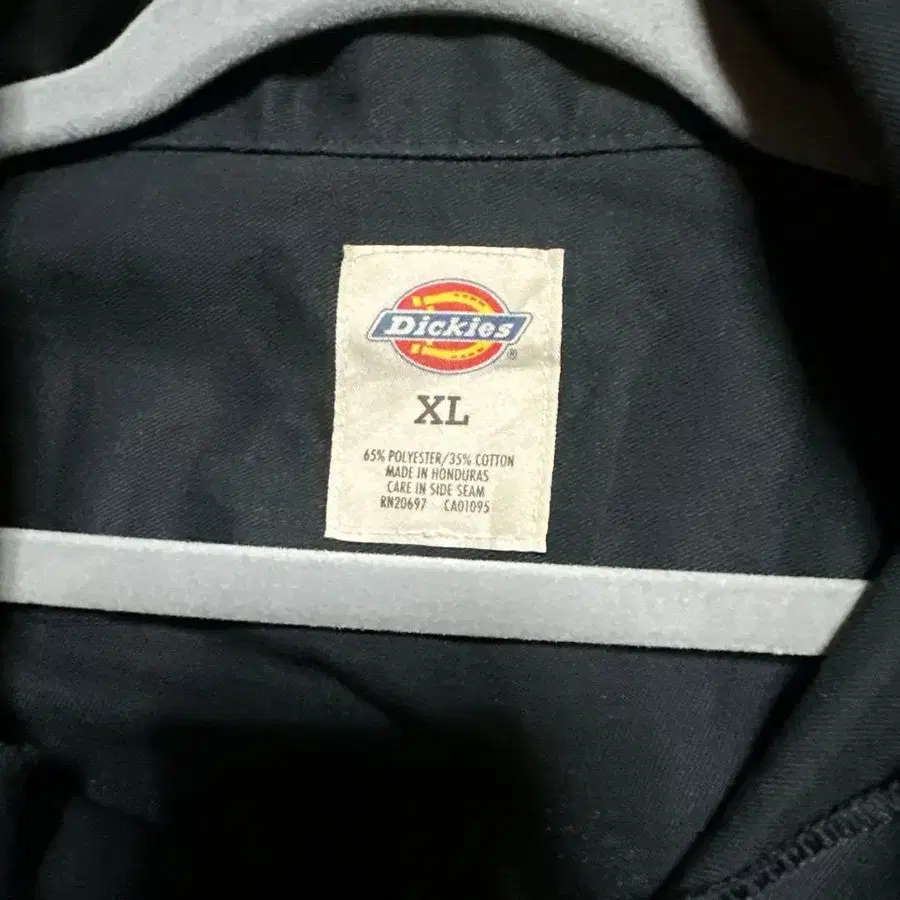 Dickies®
XL
65% POLYESTER/35% COTTON
MADE IN HONDURAS
CARE IN SIDE SEAM
RN20697 CA01095